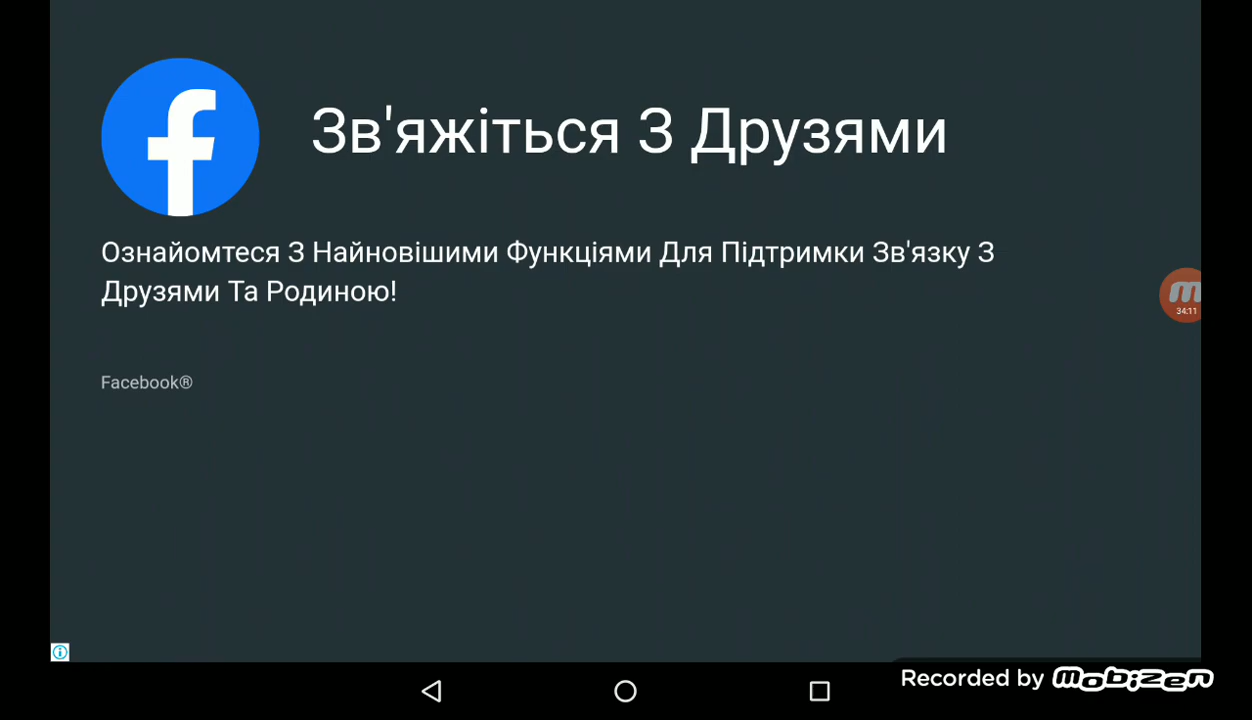 Зв'яжіться З Друзями
Ознайомтеся З Найновішими Функціями Для Підтримки Зв'язку З
Друзями Та Родиною!
34:11
Facebook®
Recorded by mobizen